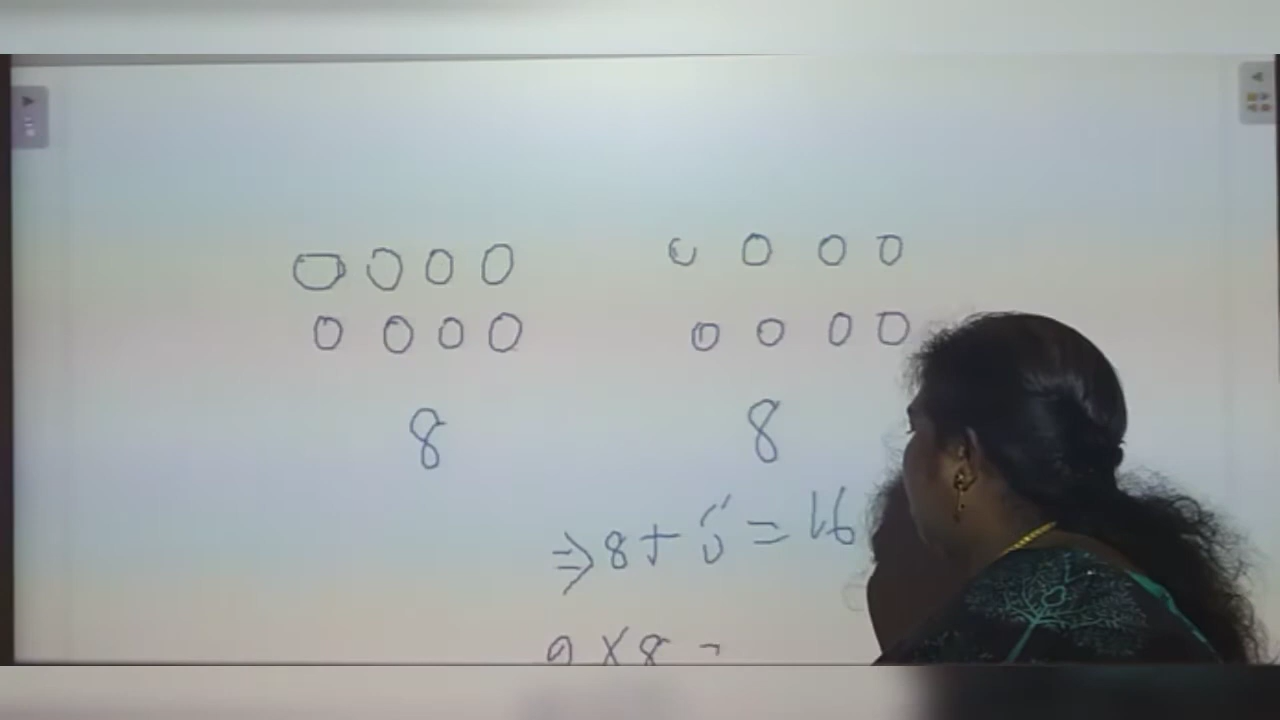 8 8
⇒ 8 + 8 = 16
2 × 8 =